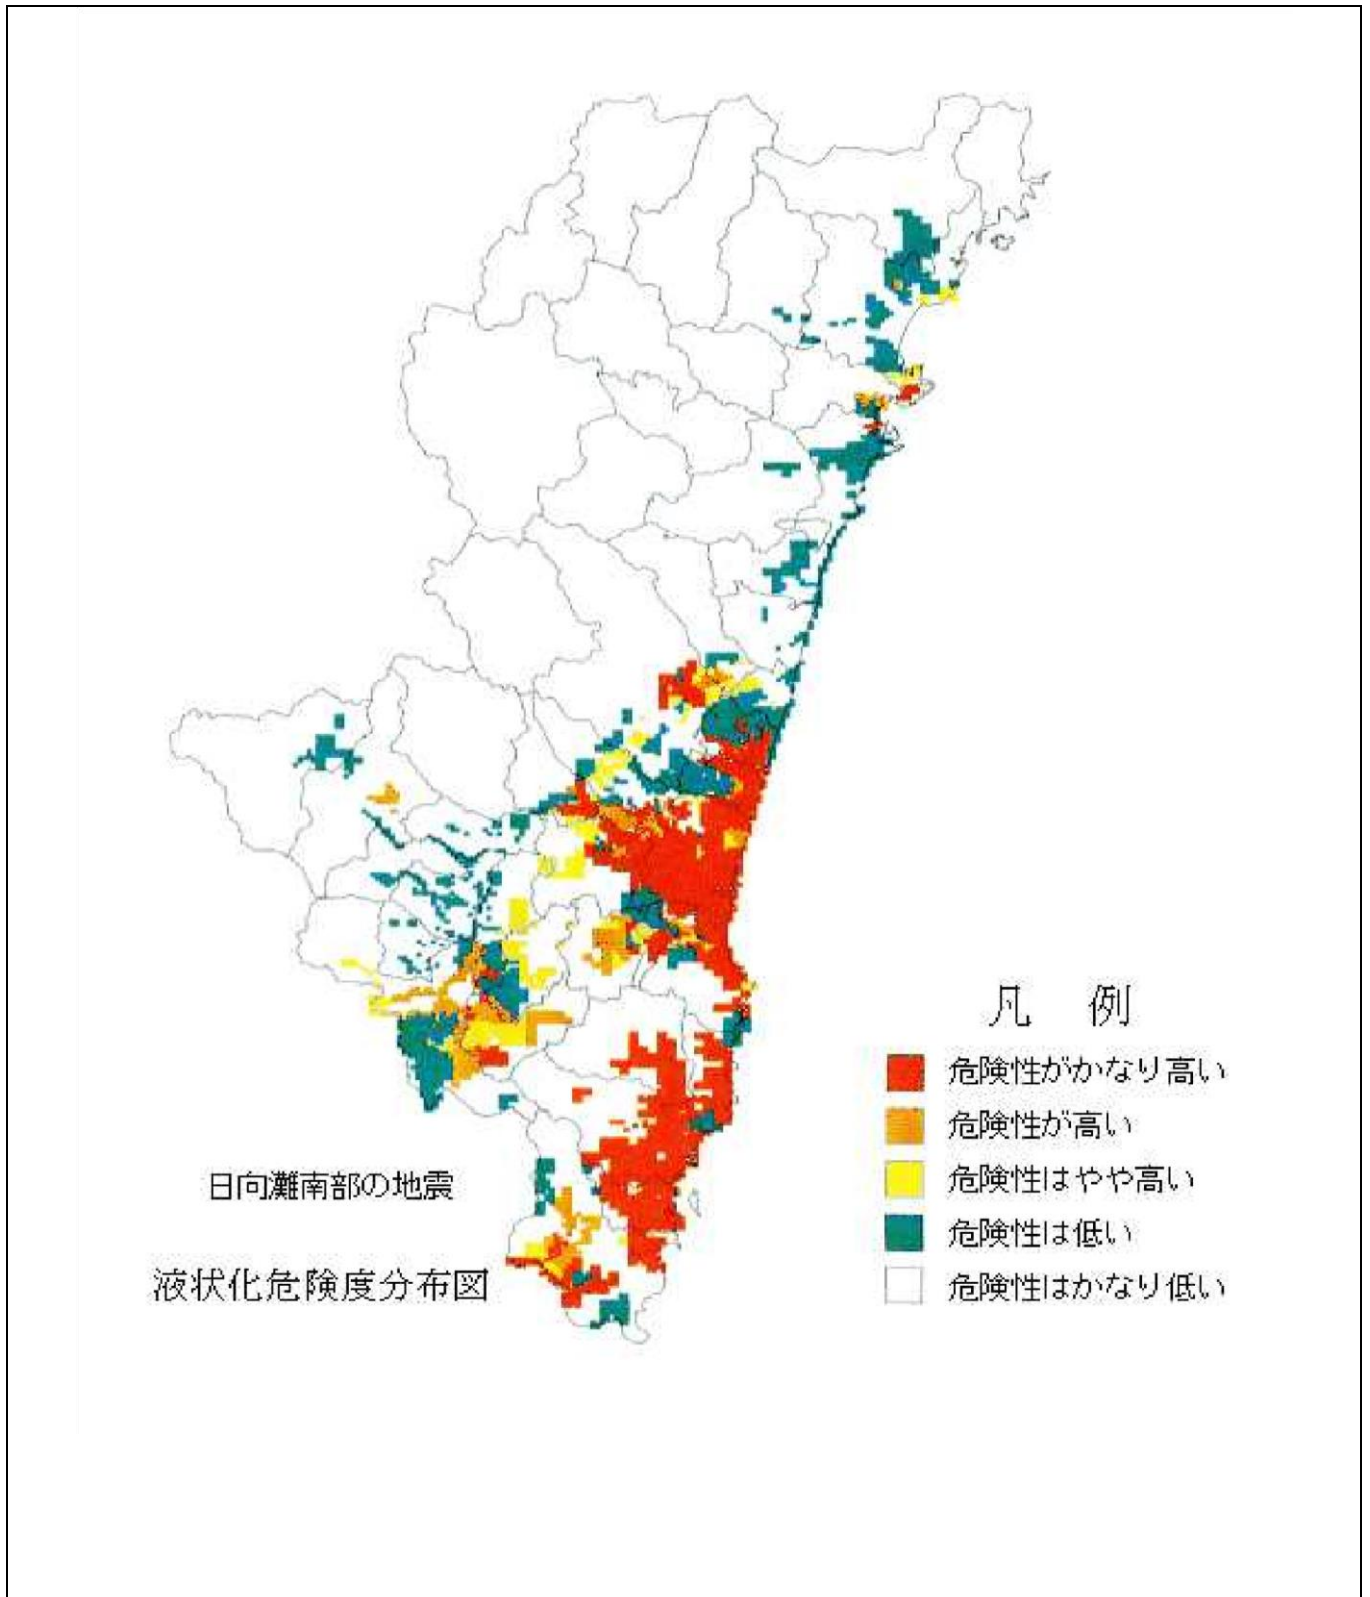 凡 例
危険性がかなり高い
危険性が高い
危険性はやや高い
危険性は低い
危険性はかなり低い
日向灘南部の地震
液状化危険度分布図